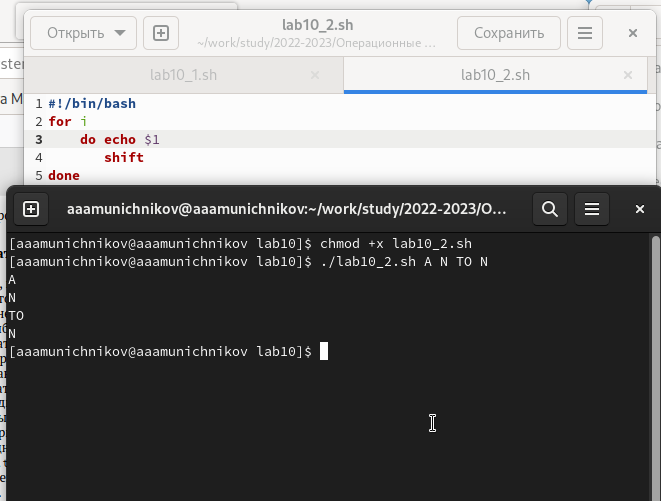 Открыть
lab10_2.sh
~/work/study/2022-2023/Операционные ...
Сохранить
lab10_1.sh
lab10_2.sh
1 #!/bin/bash
2 for i
3     do echo $1
4        shift
5 done
aaamunichnikov@aaamunichnikov:~/work/study/2022-2023/О...
[aaamunichnikov@aaamunichnikov lab10]$ chmod +x lab10_2.sh
[aaamunichnikov@aaamunichnikov lab10]$ ./lab10_2.sh A N TO N
A
N
TO
N
[aaamunichnikov@aaamunichnikov lab10]$